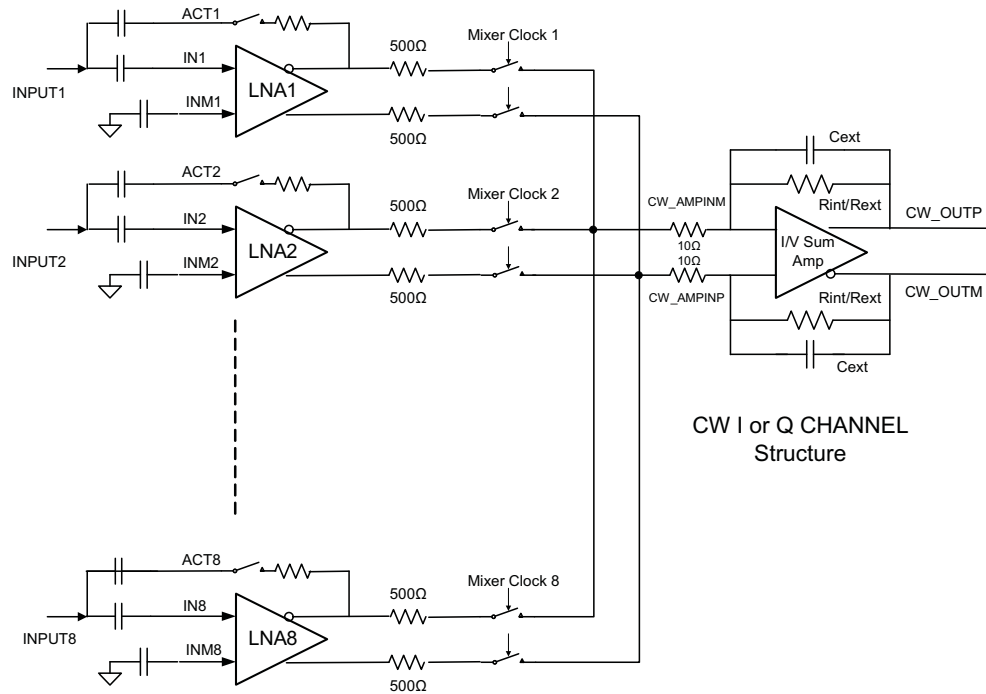 ACT1
500Ω
Mixer Clock 1
INPUT1
IN1
LNA1
INM1
500Ω
ACT2
500Ω
Mixer Clock 2
INPUT2
IN2
LNA2
INM2
500Ω
Cext
Rint/Rext
CW_AMPINM
10Ω
10Ω
CW_AMPINP
I/V Sum
Amp
CW_OUTP
CW_OUTM
Rint/Rext
Cext
CW I or Q CHANNEL
Structure
ACT8
500Ω
Mixer Clock 8
INPUT8
IN8
LNA8
INM8
500Ω